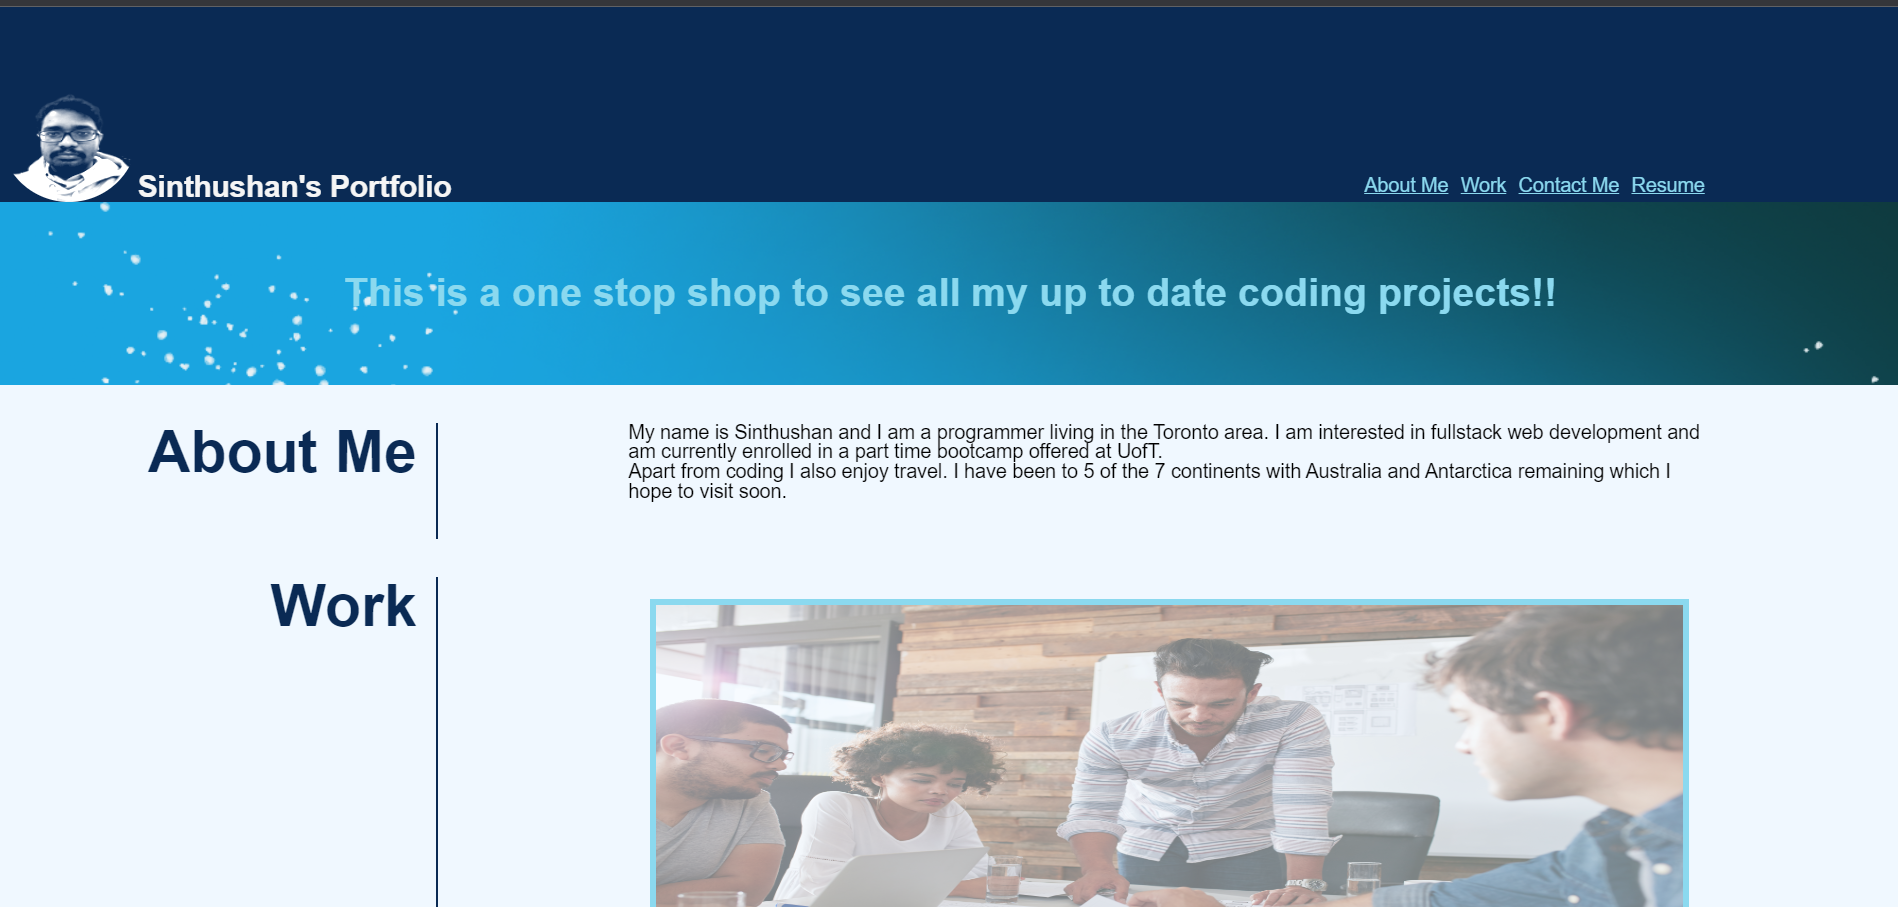 Sinthushan's Portfolio
About Me Work Contact Me Resume
This is a one stop shop to see all my up to date coding projects!!
About Me
My name is Sinthushan and I am a programmer living in the Toronto area. I am interested in fullstack web development and
am currently enrolled in a part time bootcamp offered at UofT.
Apart from coding I also enjoy travel. I have been to 5 of the 7 continents with Australia and Antarctica remaining which I
hope to visit soon.
Work